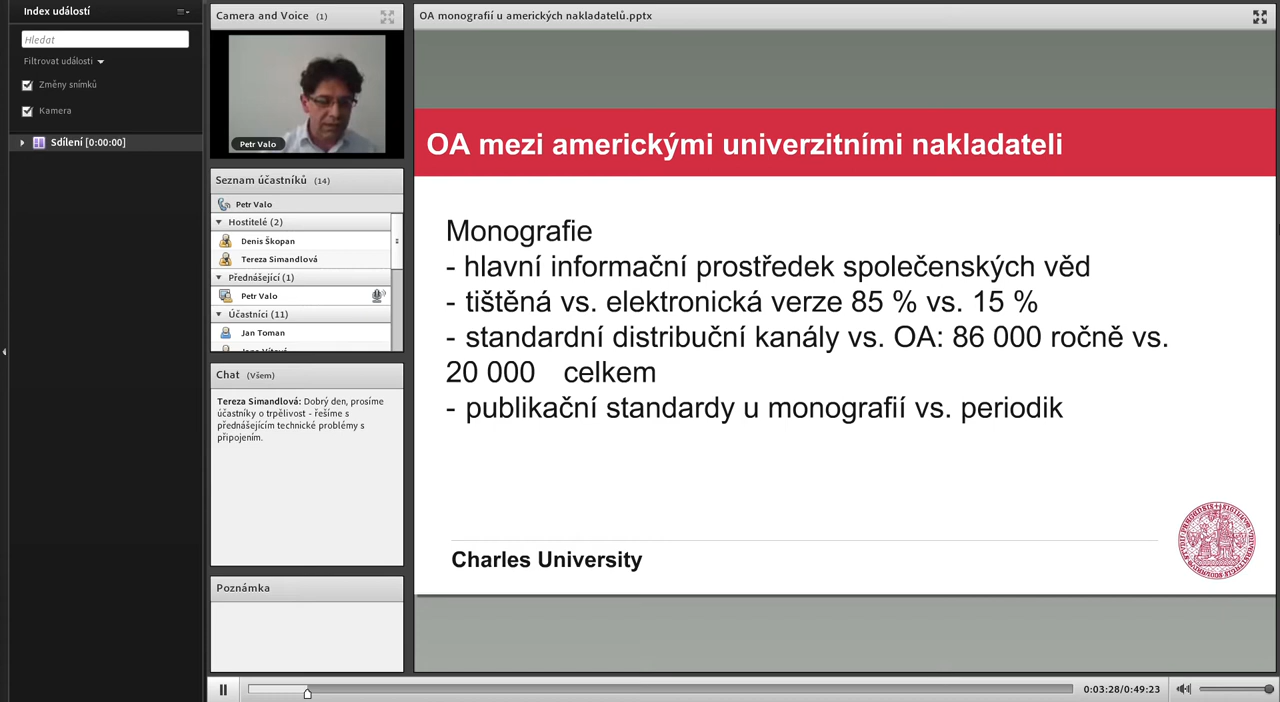 Index událostí
Hledat
Filtrovat události
Změny snímků
Kamera
Sdílení [0:00:00]
Camera and Voice (1)
Petr Valo
Seznam účastníků (14)
Petr Valo
Hostitelé (2)
Denis Škopan
Tereza Simandlová
Přednášející (1)
Petr Valo
Účastníci (11)
Jan Toman
Chat (Všem)
Tereza Simandlová: Dobrý den, prosíme
účastníky o trpělivost - řešíme s
přednášejícím technické problémy s
připojením.
Poznámka
OA monografií u amerických nakladatelů.pptx
OA mezi americkými univerzitními nakladateli
Monografie
- hlavní informační prostředek společenských věd
- tištěná vs. elektronická verze 85 % vs. 15 %
- standardní distribuční kanály vs. OA: 86 000 ročně vs.
20 000 celkem
- publikační standardy u monografií vs. periodik
Charles University
0:03:28/0:49:23